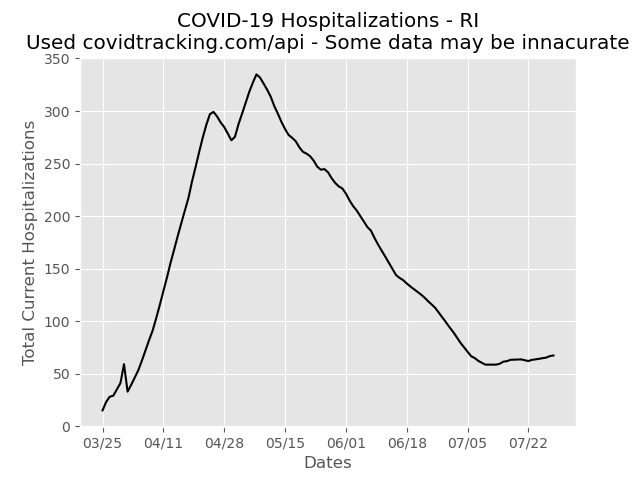 COVID-19 Hospitalizations - RI
Used covidtracking.com/api - Some data may be innacurate
350
300
250
200
150
100
50
0
Total Current Hospitalizations
03/25 04/11 04/28 05/15 06/01 06/18 07/05 07/22
Dates